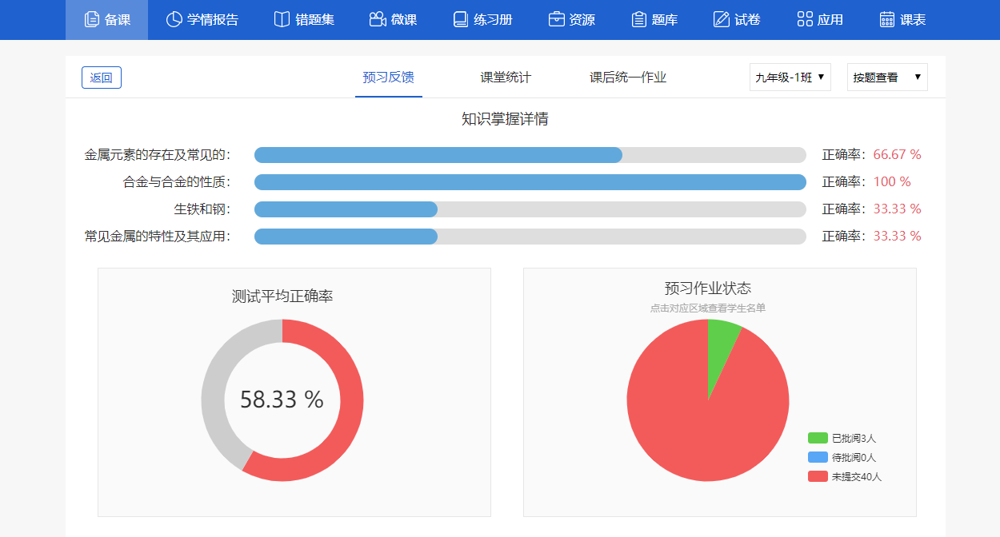 备课 学情报告 错题集 微课 练习册 资源 题库 试卷 应用 课表
返回 预习反馈 课堂统计 课后统一作业 九年级-1班 ▼ 按题查看 ▼
知识掌握详情
金属元素的存在及常见的： 正确率：66.67 %
合金与合金的性质： 正确率：100 %
生铁和钢： 正确率：33.33 %
常见金属的特性及其应用： 正确率：33.33 %
测试平均正确率
58.33 %
预习作业状态
点击对应区域查看学生名单
已批阅3人
待批阅0人
未提交40人